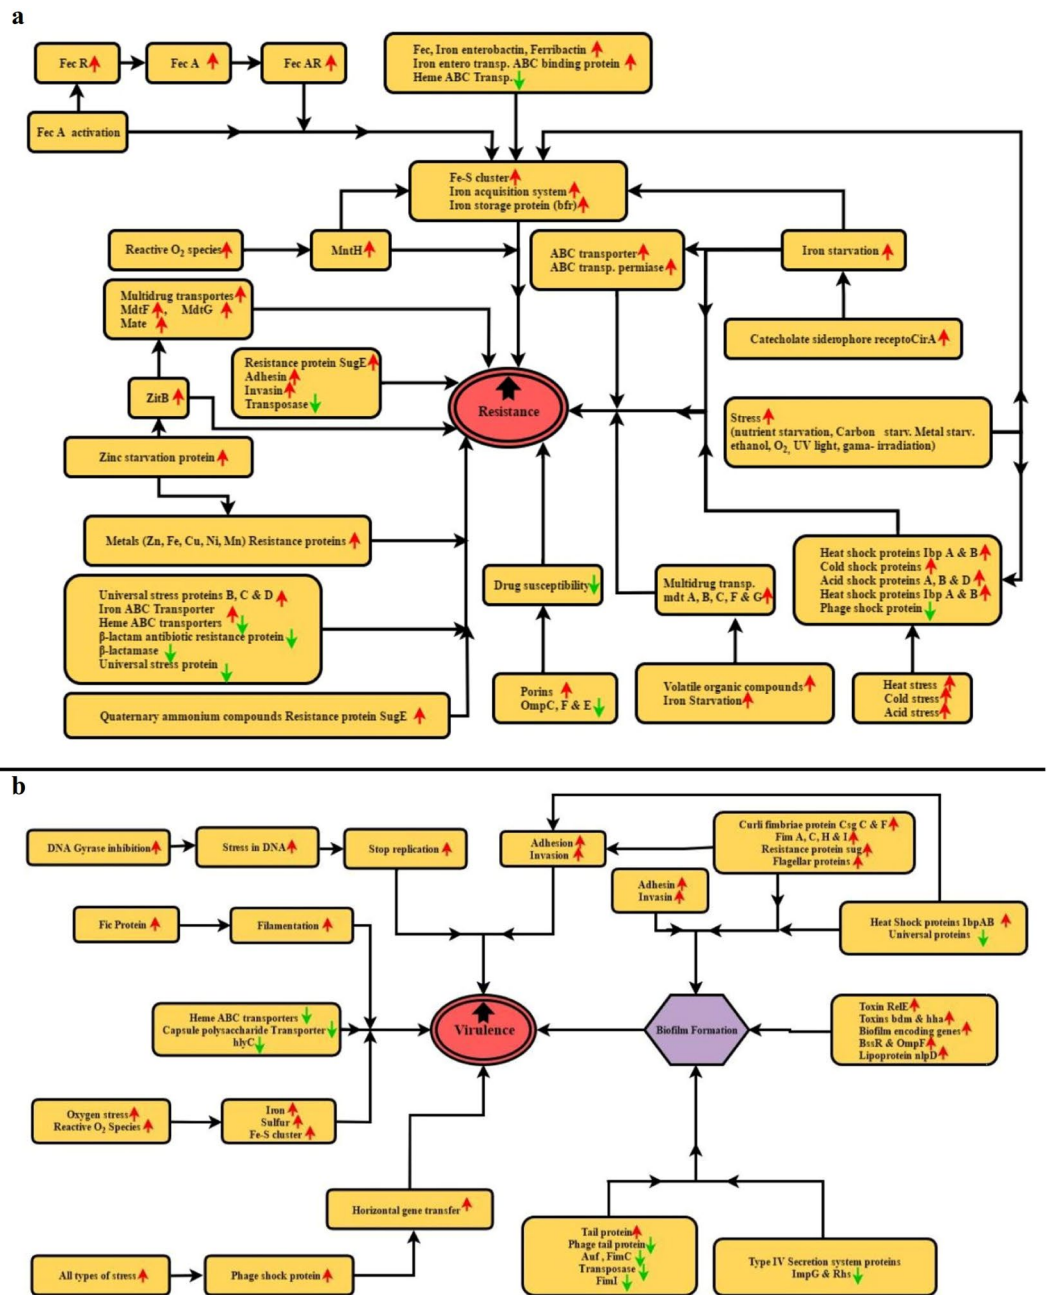 a
Fec R
Fec A
Fec AR
Fec, Iron enterobactin, Ferribactin
Iron entero transp. ABC binding protein
Heme ABC Transp.
Fec A activation
Fe-S cluster
Iron acquisition system
Iron storage protein (bfr)
Reactive O2 species
MntH
ABC transporter
ABC transp. permiase
Iron starvation
Multidrug transportes
MdtF , MdtG
Mate
Catecholate siderophore receptoCirA
Resistance protein SugE
Adhesin
Invasin
Transposase
ZitB
Resistance
Stress
(nutrient starvation, Carbon starv. Metal starv.
ethanol, O2, UV light, gama- irradiation)
Zinc starvation protein
Metals (Zn, Fe, Cu, Ni, Mn) Resistance proteins
Heat shock proteins Ibp A & B
Cold shock proteins
Acid shock proteins A, B & D
Heat shock proteins Ibp A & B
Phage shock protein
Universal stress proteins B, C & D
Iron ABC Transporter
Heme ABC transporters
β-lactam antibiotic resistance protein
β-lactamase
Universal stress protein
Drug susceptibility
Multidrug transp.
mdt A, B, C, F & G
Porins
OmpC, F & E
Volatile organic compounds
Iron Starvation
Heat stress
Cold stress
Acid stress
Quaternary ammonium compounds Resistance protein SugE
b
DNA Gyrase inhibition
Stress in DNA
Stop replication
Adhesion
Invasion
Curli fimbriae protein Csg C & F
Fim A, C, H & I
Resistance protein sug
Flagellar proteins
Adhesin
Invasin
Fic Protein
Filamentation
Heat Shock proteins IbpAB
Universal proteins
Heme ABC transporters
Capsule polysaccharide Transporter
hlyC
Virulence
Biofilm Formation
Toxin RelE
Toxins bdm & hha
Biofilm encoding genes
BssR & OmpF
Lipoprotein nlpD
Oxygen stress
Reactive O2 Species
Iron
Sulfur
Fe-S cluster
Horizontal gene transfer
Tail protein
Phage tail protein
Auf , FimC
Transposase
FimI
Type IV Secretion system proteins
ImpG & Rhs
All types of stress
Phage shock protein